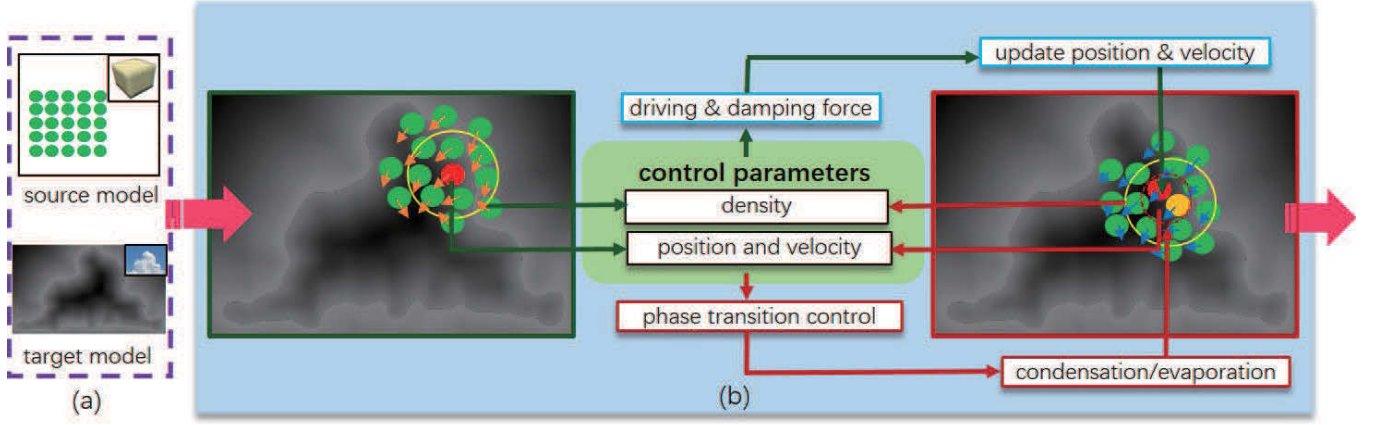 source model
target model
(a)
update position & velocity
driving & damping force
control parameters
density
position and velocity
phase transition control
condensation/evaporation
(b)